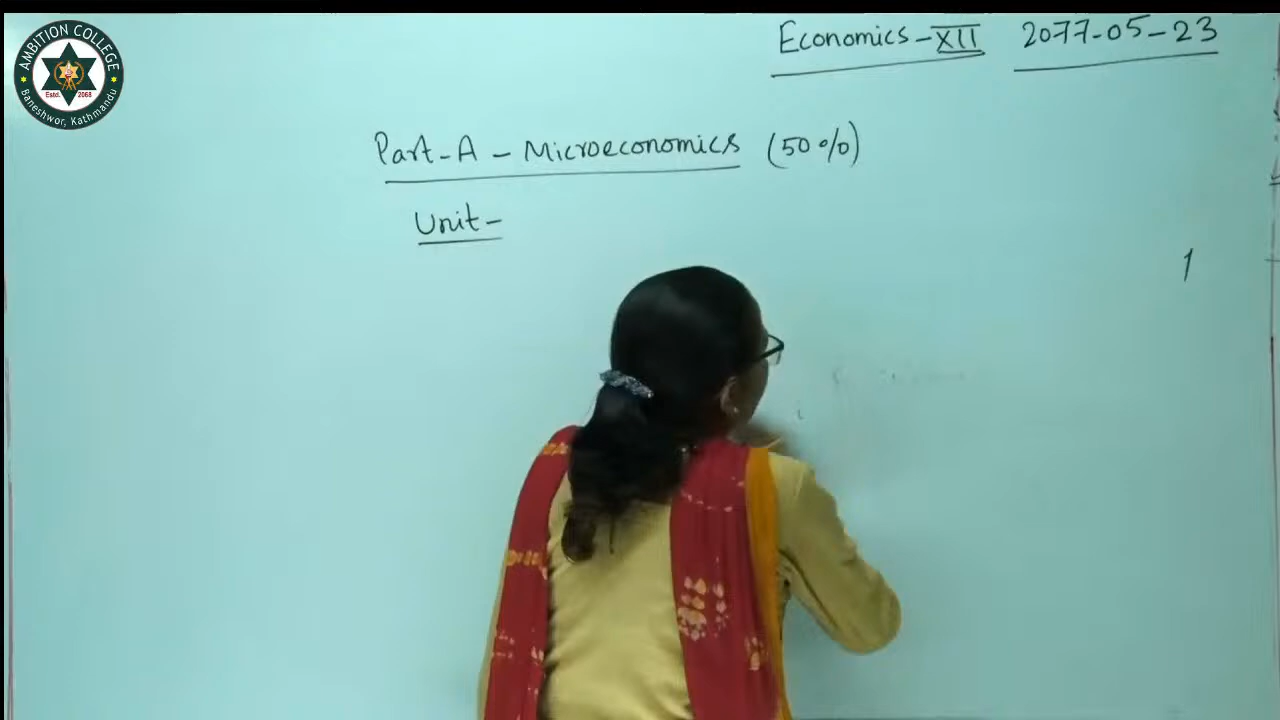 AMBITION COLLEGE
Estd. 2068
Baneshwor, Kathmandu
Economics-XII 2077-05-23
Part-A - Microeconomics (50%)
Unit-
1